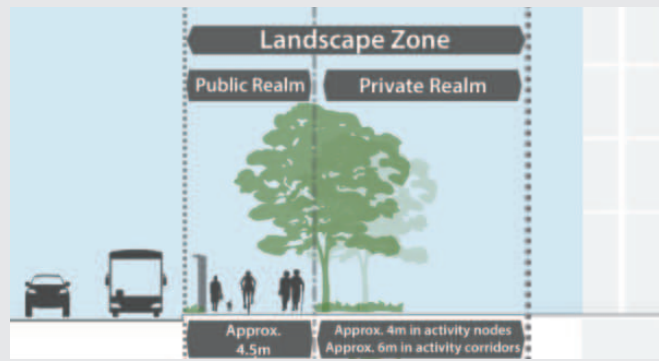 Landscape Zone
Public Realm
Private Realm
Approx.
4.5m
Approx. 4m in activity nodes
Approx. 6m in activity corridors